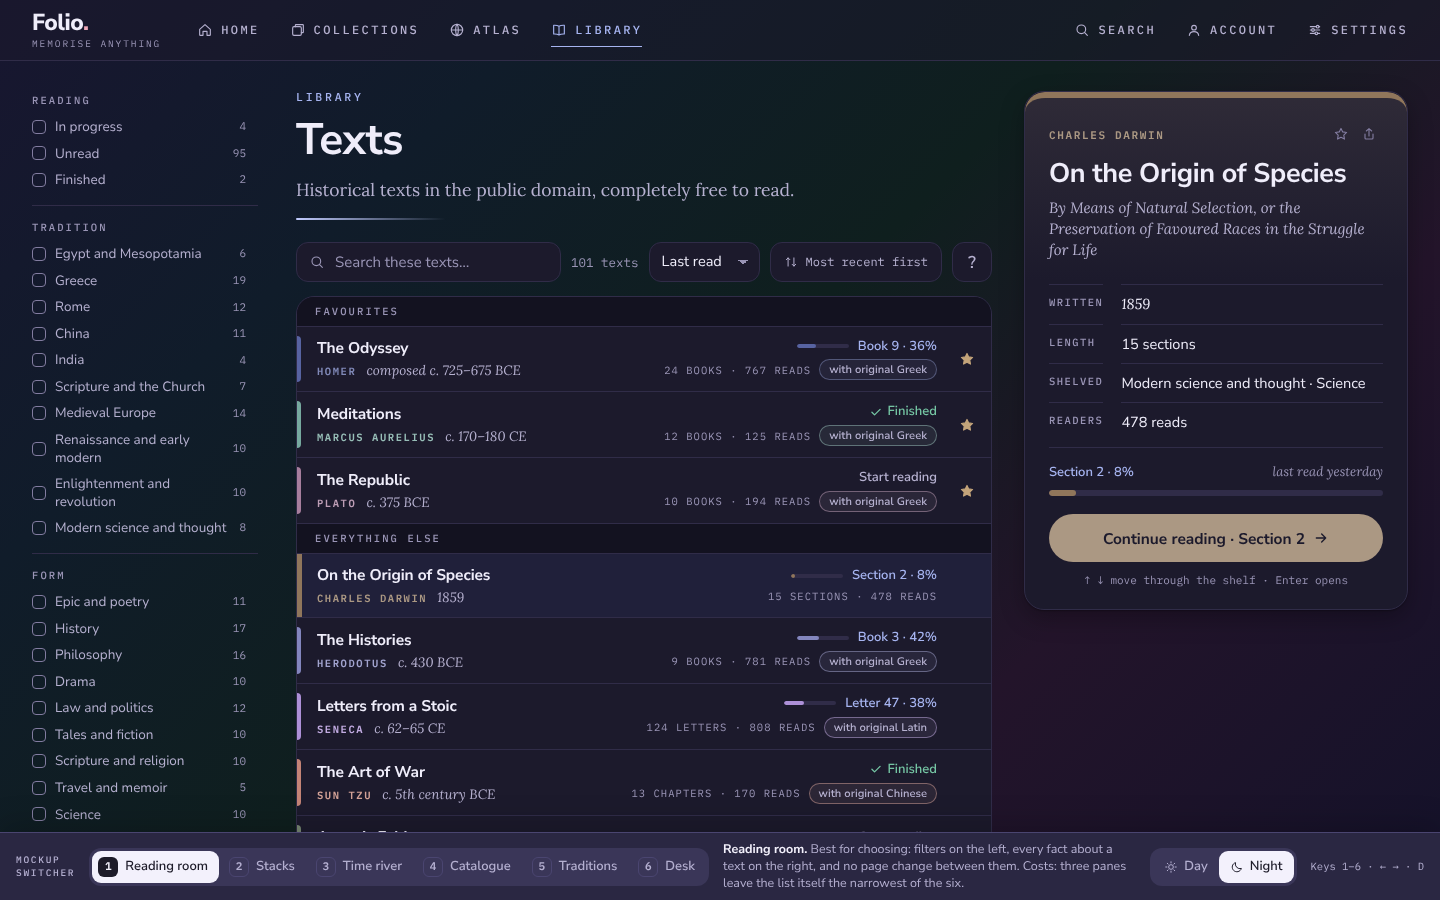 Folio.
MEMORISE ANYTHING
HOME
COLLECTIONS
ATLAS
LIBRARY
SEARCH
ACCOUNT
SETTINGS
READING
In progress 4
Unread 95
Finished 2
TRADITION
Egypt and Mesopotamia 6
Greece 19
Rome 12
China 11
India 4
Scripture and the Church 7
Medieval Europe 14
Renaissance and early
modern 10
Enlightenment and
revolution 10
Modern science and thought 8
FORM
Epic and poetry 11
History 17
Philosophy 16
Drama 10
Law and politics 12
Tales and fiction 10
Scripture and religion 10
Travel and memoir 5
Science 10
LIBRARY
Texts
Historical texts in the public domain, completely free to read.
Search these texts...
101 texts
Last read
Most recent first
?
FAVOURITES
The Odyssey
Book 9 · 36%
HOMER composed c. 725–675 BCE
24 BOOKS · 767 READS with original Greek
Meditations
Finished
MARCUS AURELIUS c. 170–180 CE
12 BOOKS · 125 READS with original Greek
The Republic
Start reading
PLATO c. 375 BCE
10 BOOKS · 194 READS with original Greek
EVERYTHING ELSE
On the Origin of Species
Section 2 · 8%
CHARLES DARWIN 1859
15 SECTIONS · 478 READS
The Histories
Book 3 · 42%
HERODOTUS c. 430 BCE
9 BOOKS · 781 READS with original Greek
Letters from a Stoic
Letter 47 · 38%
SENECA c. 62–65 CE
124 LETTERS · 808 READS with original Latin
The Art of War
Finished
SUN TZU c. 5th century BCE
13 CHAPTERS · 170 READS with original Chinese
CHARLES DARWIN
On the Origin of Species
By Means of Natural Selection, or the
Preservation of Favoured Races in the Struggle
for Life
WRITTEN 1859
LENGTH 15 sections
SHELVED Modern science and thought · Science
READERS 478 reads
Section 2 · 8% last read yesterday
Continue reading · Section 2 →
↑ ↓ move through the shelf · Enter opens
MOCKUP
SWITCHER
1 Reading room
2 Stacks
3 Time river
4 Catalogue
5 Traditions
6 Desk
Reading room. Best for choosing: filters on the left, every fact about a
text on the right, and no page change between them. Costs: three panes
leave the list itself the narrowest of the six.
Day
Night
Keys 1–6 · ← → · D